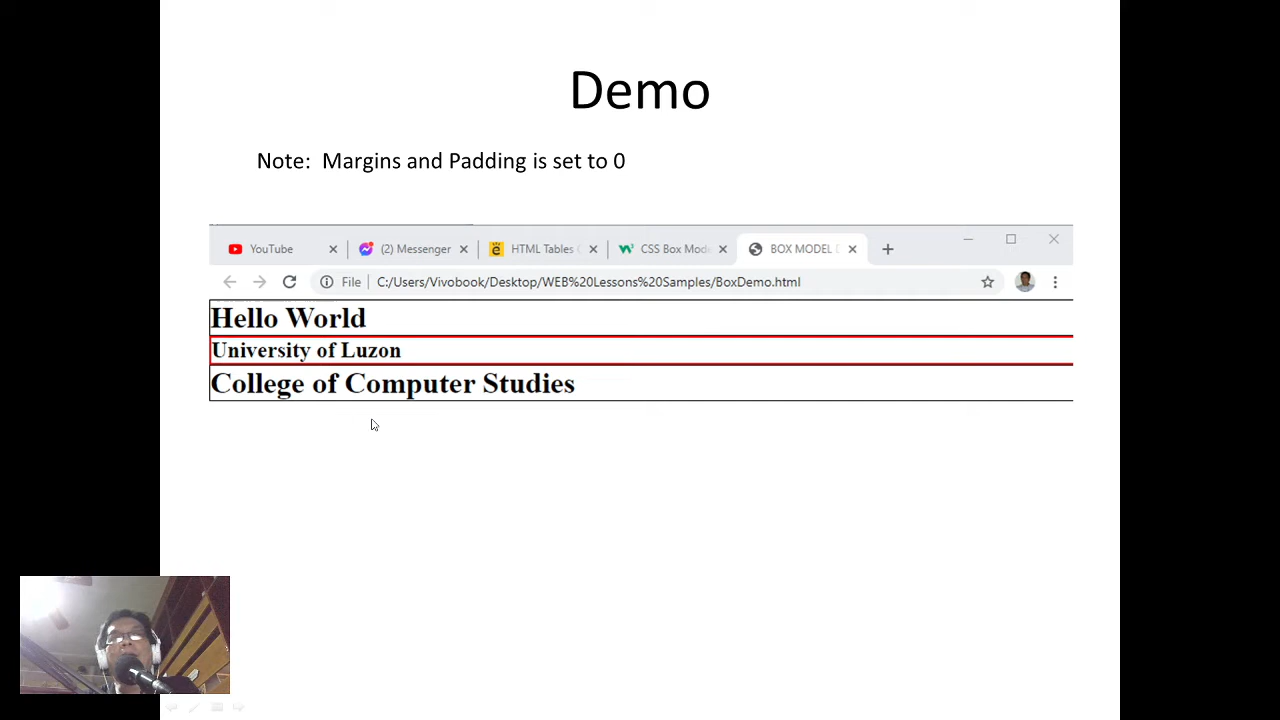 Demo
Note: Margins and Padding is set to 0
YouTube (2) Messenger HTML Tables CSS Box Mod BOX MODEL
File C:/Users/Vivobook/Desktop/WEB%20Lessons%20Samples/BoxDemo.html
Hello World
University of Luzon
College of Computer Studies